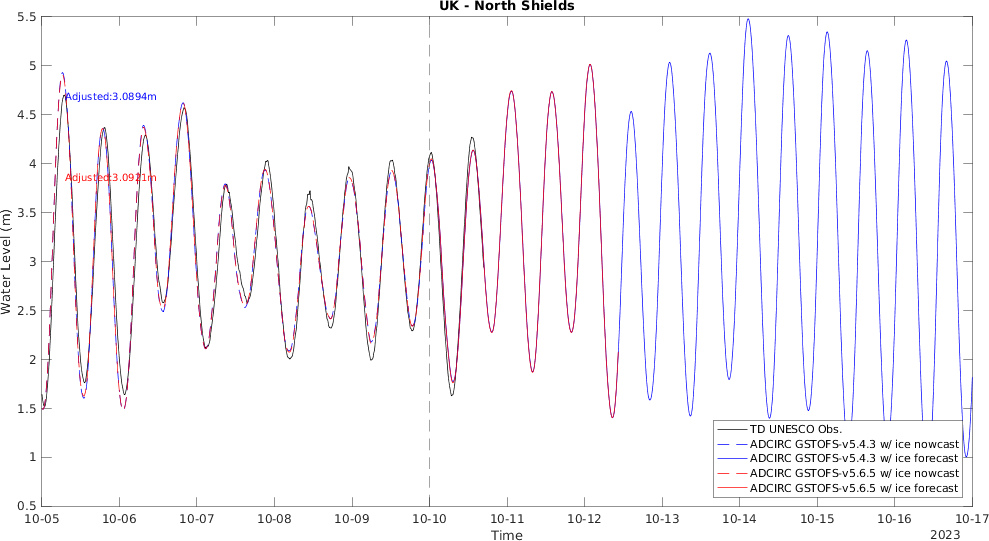 UK - North Shields
5.5
5
4.5
4
3.5
3
2.5
2
1.5
1
0.5
Water Level (m)
Adjusted:3.0894m
Adjusted:3.0921m
TD UNESCO Obs.
ADCIRC GSTOFS-v5.4.3 w/ ice nowcast
ADCIRC GSTOFS-v5.4.3 w/ ice forecast
ADCIRC GSTOFS-v5.6.5 w/ ice nowcast
ADCIRC GSTOFS-v5.6.5 w/ ice forecast
10-05 10-06 10-07 10-08 10-09 10-10 10-11 10-12 10-13 10-14 10-15 10-16 10-17
Time
2023